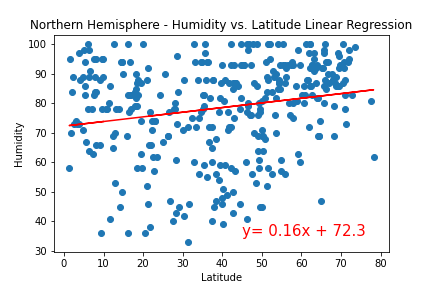 Northern Hemisphere - Humidity vs. Latitude Linear Regression
100
90
80
70
60
50
40
30
Humidity
y= 0.16x + 72.3
0 10 20 30 40 50 60 70 80
Latitude